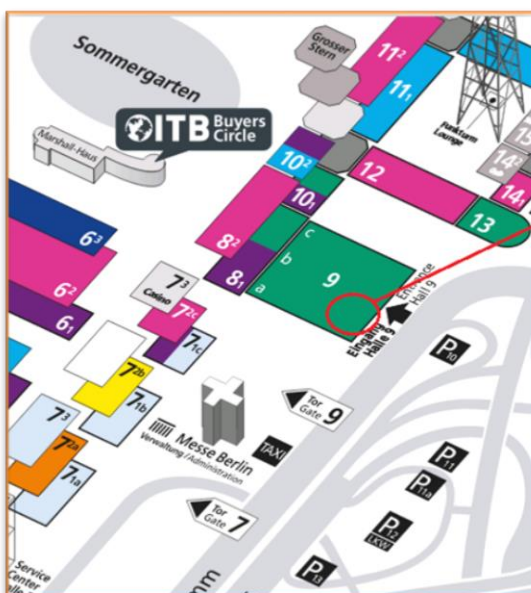 Sommergarten
Grosser
Stern
11²
11₁
Marshall-Haus
ITB Buyers
Circle
Funkturm
Lounge
10²
10₁
12
14²
14₁
13
8²
8₁
c
b
a
9
6³
6²
6₁
7³
Casino
7²ᶜ
7₁c
Eingang
Halle 9
Entrance
Hall 9
P10
7²ᵇ
7₁b
Tor
Gate 9
Messe Berlin
Verwaltung / Administration
TAXI
7³
7²ᵃ
7₁a
P11
P11a
Tor
Gate 7
P12
LKW
P13
Service
Center